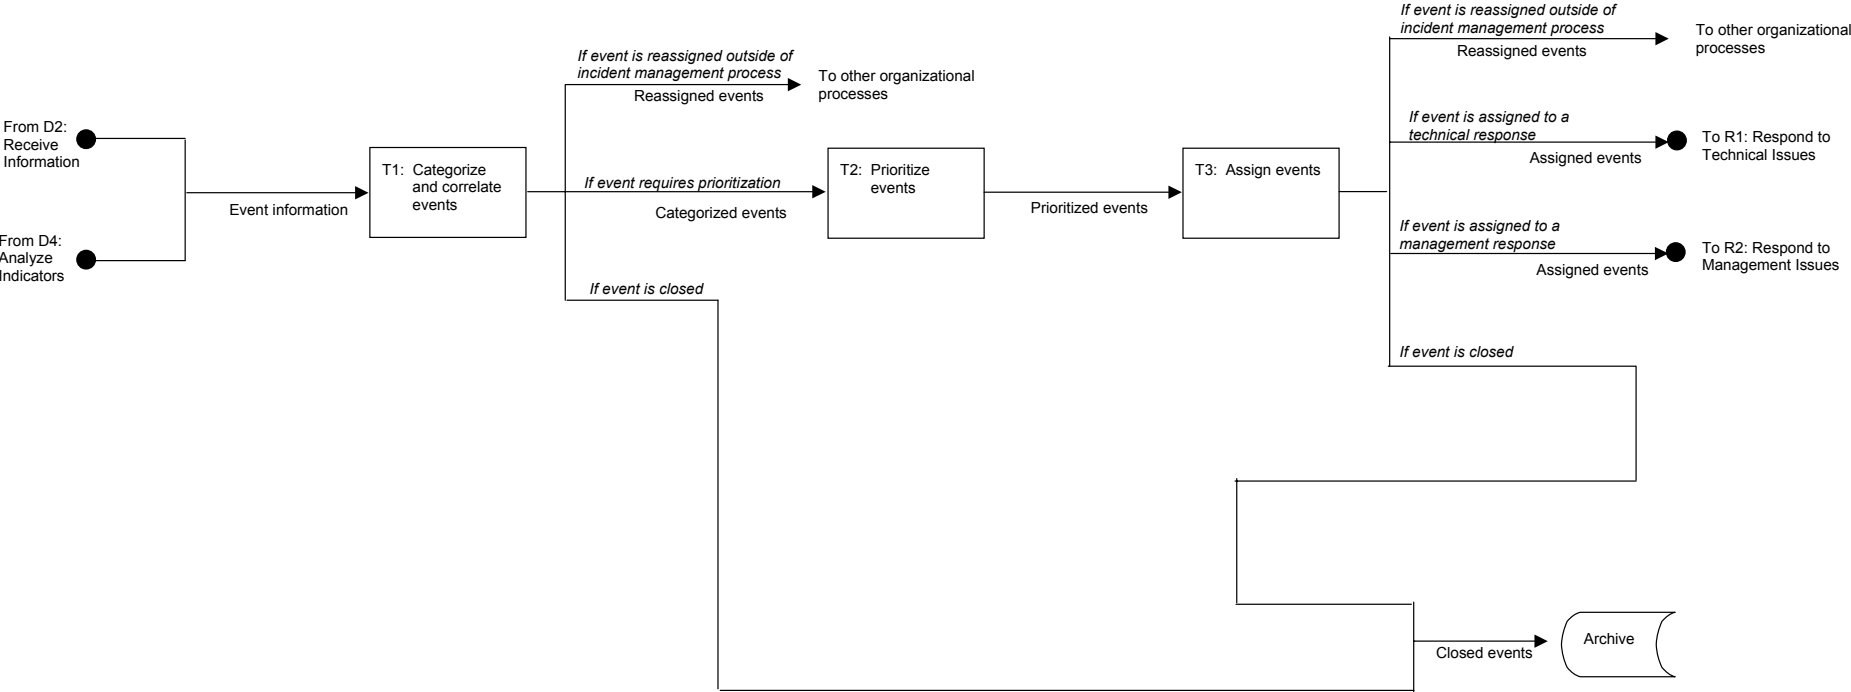 From D2:
Receive
Information
From D4:
Analyze
Indicators
Event information
T1: Categorize
and correlate
events
If event is reassigned outside of
incident management process
Reassigned events
To other organizational
processes
If event requires prioritization
Categorized events
If event is closed
T2: Prioritize
events
Prioritized events
T3: Assign events
If event is reassigned outside of
incident management process
Reassigned events
To other organizational
processes
If event is assigned to a
technical response
Assigned events
To R1: Respond to
Technical Issues
If event is assigned to a
management response
Assigned events
To R2: Respond to
Management Issues
If event is closed
Closed events
Archive